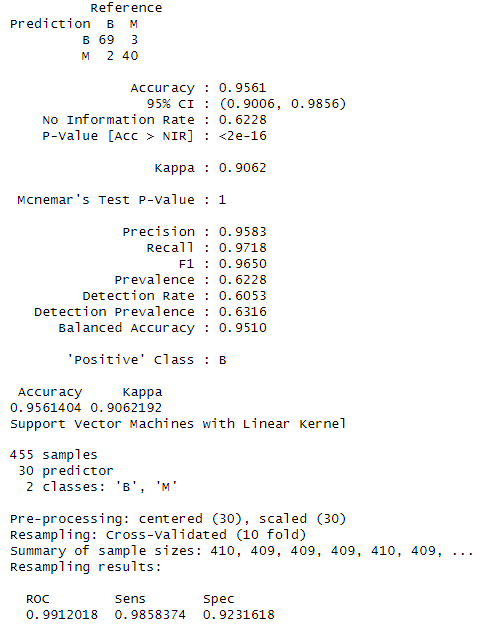 Reference
Prediction B M
B 69 3
M 2 40
Accuracy : 0.9561
95% CI : (0.9006, 0.9856)
No Information Rate : 0.6228
P-Value [Acc > NIR] : <2e-16
Kappa : 0.9062
Mcnemar's Test P-Value : 1
Precision : 0.9583
Recall : 0.9718
F1 : 0.9650
Prevalence : 0.6228
Detection Rate : 0.6053
Detection Prevalence : 0.6316
Balanced Accuracy : 0.9510
'Positive' Class : B
Accuracy Kappa
0.9561404 0.9062192
Support Vector Machines with Linear Kernel
455 samples
30 predictor
2 classes: 'B', 'M'
Pre-processing: centered (30), scaled (30)
Resampling: Cross-Validated (10 fold)
Summary of sample sizes: 410, 409, 409, 409, 410, 409, ...
Resampling results:
ROC Sens Spec
0.9912018 0.9858374 0.9231618